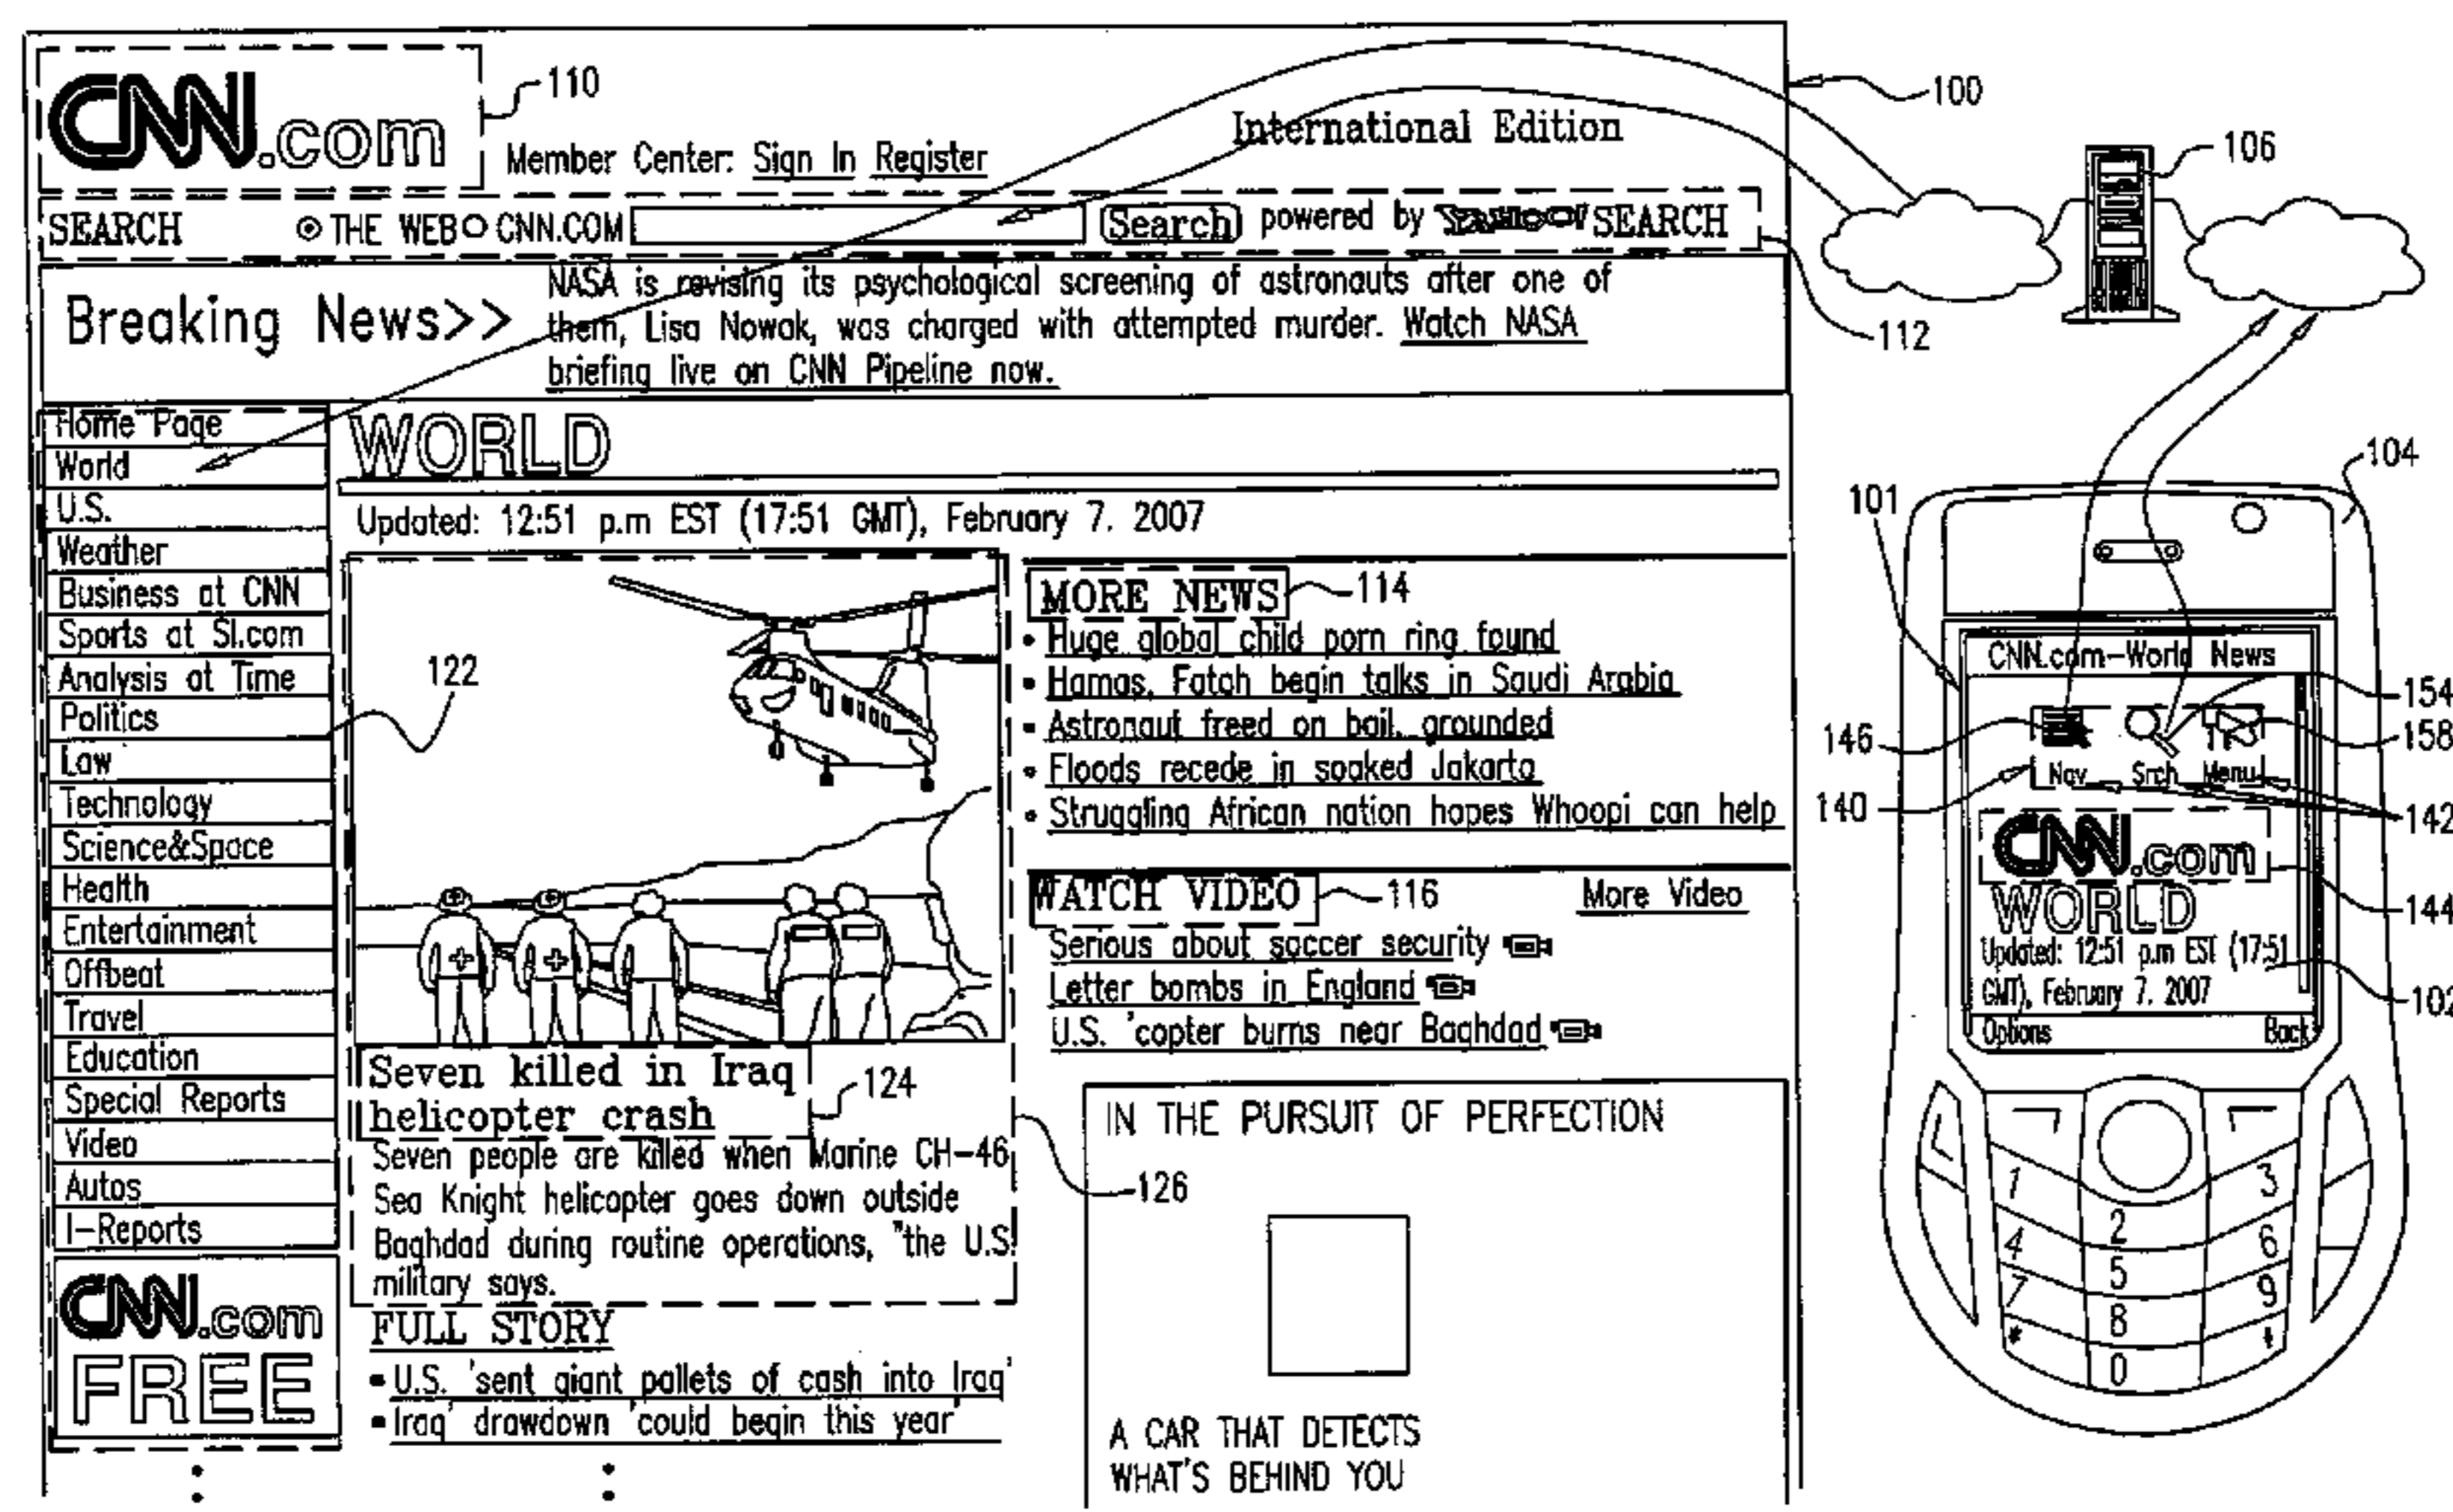 CNN.com
110
100
International Edition
Member Center: Sign In Register
106
SEARCH THE WEB CNN.COM Search powered by YAHOO! SEARCH
Breaking News>>
NASA is revising its psychological screening of astronauts after one of
them, Lisa Nowak, was charged with attempted murder. Watch NASA
briefing live on CNN Pipeline now.
112
Home Page
World
U.S.
Weather
Business at CNN
Sports at SI.com
Analysis at Time
Politics
Law
Technology
Science&Space
Health
Entertainment
Offbeat
Travel
Education
Special Reports
Video
Autos
I-Reports
CNN.com
FREE
122
WORLD
Updated: 12:51 p.m EST (17:51 GMT), February 7. 2007
Seven killed in Iraq
helicopter crash
124
Seven people are killed when Marine CH-46
Sea Knight helicopter goes down outside
Baghdad during routine operations, "the U.S.
military says.
126
FULL STORY
• U.S. 'sent giant pallets of cash into Iraq'
• Iraq' drawdown 'could begin this year'
MORE NEWS
114
• Huge global child porn ring found
• Hamas, Fatah begin talks in Saudi Arabia
• Astronaut freed on bail, grounded
• Floods recede in soaked Jakarta
• Struggling African nation hopes Whoopi can help
WATCH VIDEO
116
More Video
Serious about soccer security
Letter bombs in England
U.S. 'copter burns near Baghdad
IN THE PURSUIT OF PERFECTION
A CAR THAT DETECTS
WHAT'S BEHIND YOU
104
101
CNN.com-World News
154
146
158
140
Nav Srch Menu
142
CNN.com
144
WORLD
Updated: 12:51 p.m EST (17:51
GMT), February 7. 2007
102
Options Back
1 2 3
4 5 6
7 8 9
* 0 #